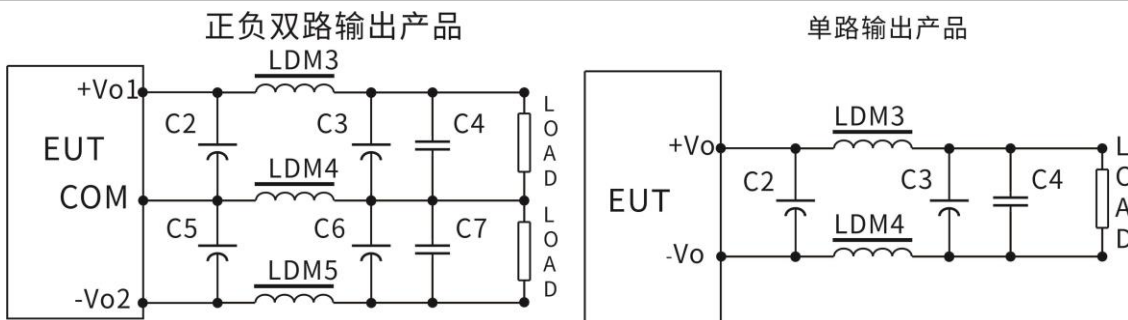 正负双路输出产品
LDM3
+Vo1
C2
C3
C4
LOAD
EUT
LDM4
COM
C5
C6
C7
LOAD
LDM5
-Vo2
单路输出产品
LDM3
+Vo
C2
C3
C4
LOAD
EUT
LDM4
-Vo